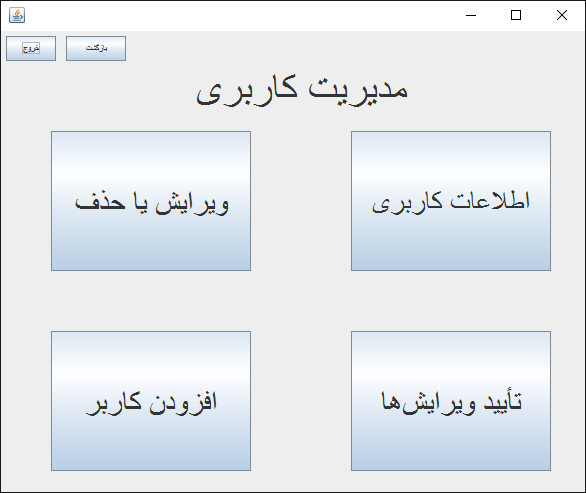 بازگشت
خروج
مدیریت کاربری
اطلاعات کاربری
ویرایش یا حذف
تأیید ویرایش‌ها
افزودن کاربر